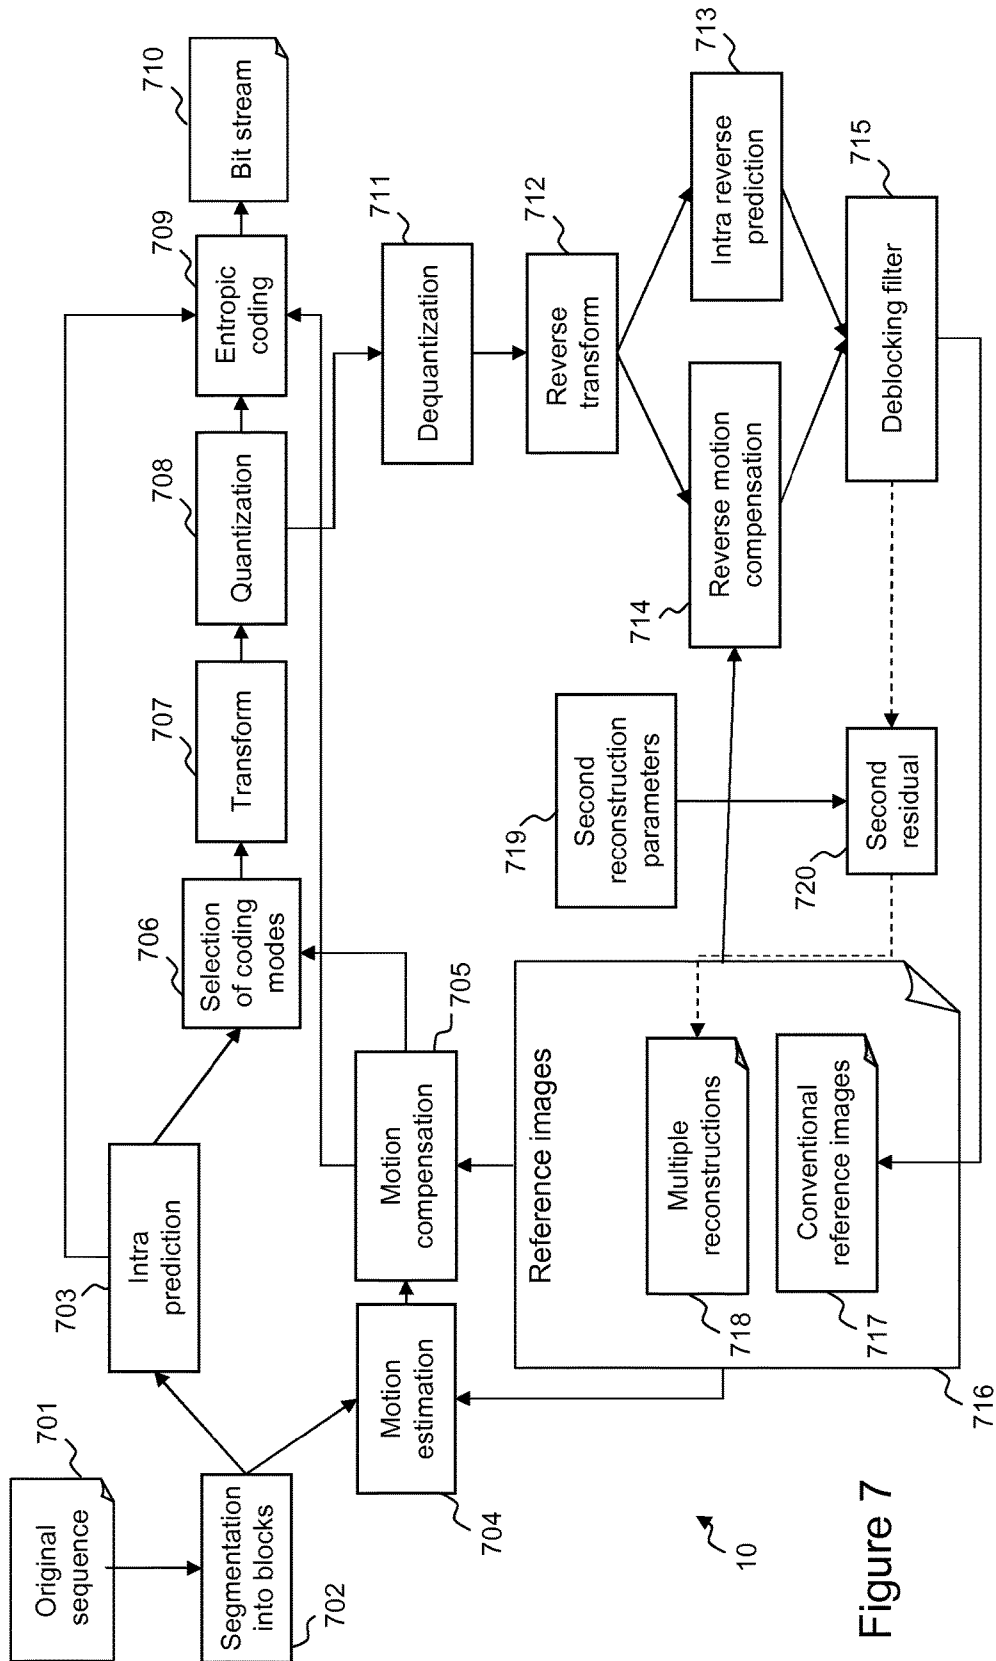 701
Original
sequence
Segmentation
into blocks
702
703
Intra
prediction
Motion
estimation
704
Motion
compensation
705
706
Selection
of coding
modes
707
Transform
708
Quantization
709
Entropic
coding
710
Bit stream
711
Dequantization
712
Reverse
transform
713
Intra reverse
prediction
714
Reverse motion
compensation
715
Deblocking filter
Reference images
Multiple
reconstructions
718
Conventional
reference images
717
716
719
Second
reconstruction
parameters
720
Second
residual
10
Figure 7